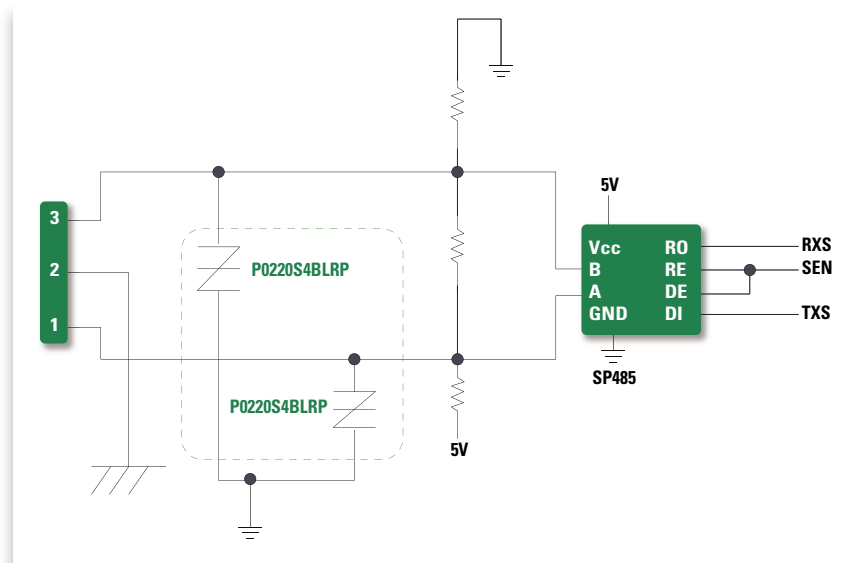 5V
3
2
1
P0220S4BLRP
P0220S4BLRP
5V
Vcc RO
B RE
A DE
GND DI
RXS
SEN
TXS
SP485